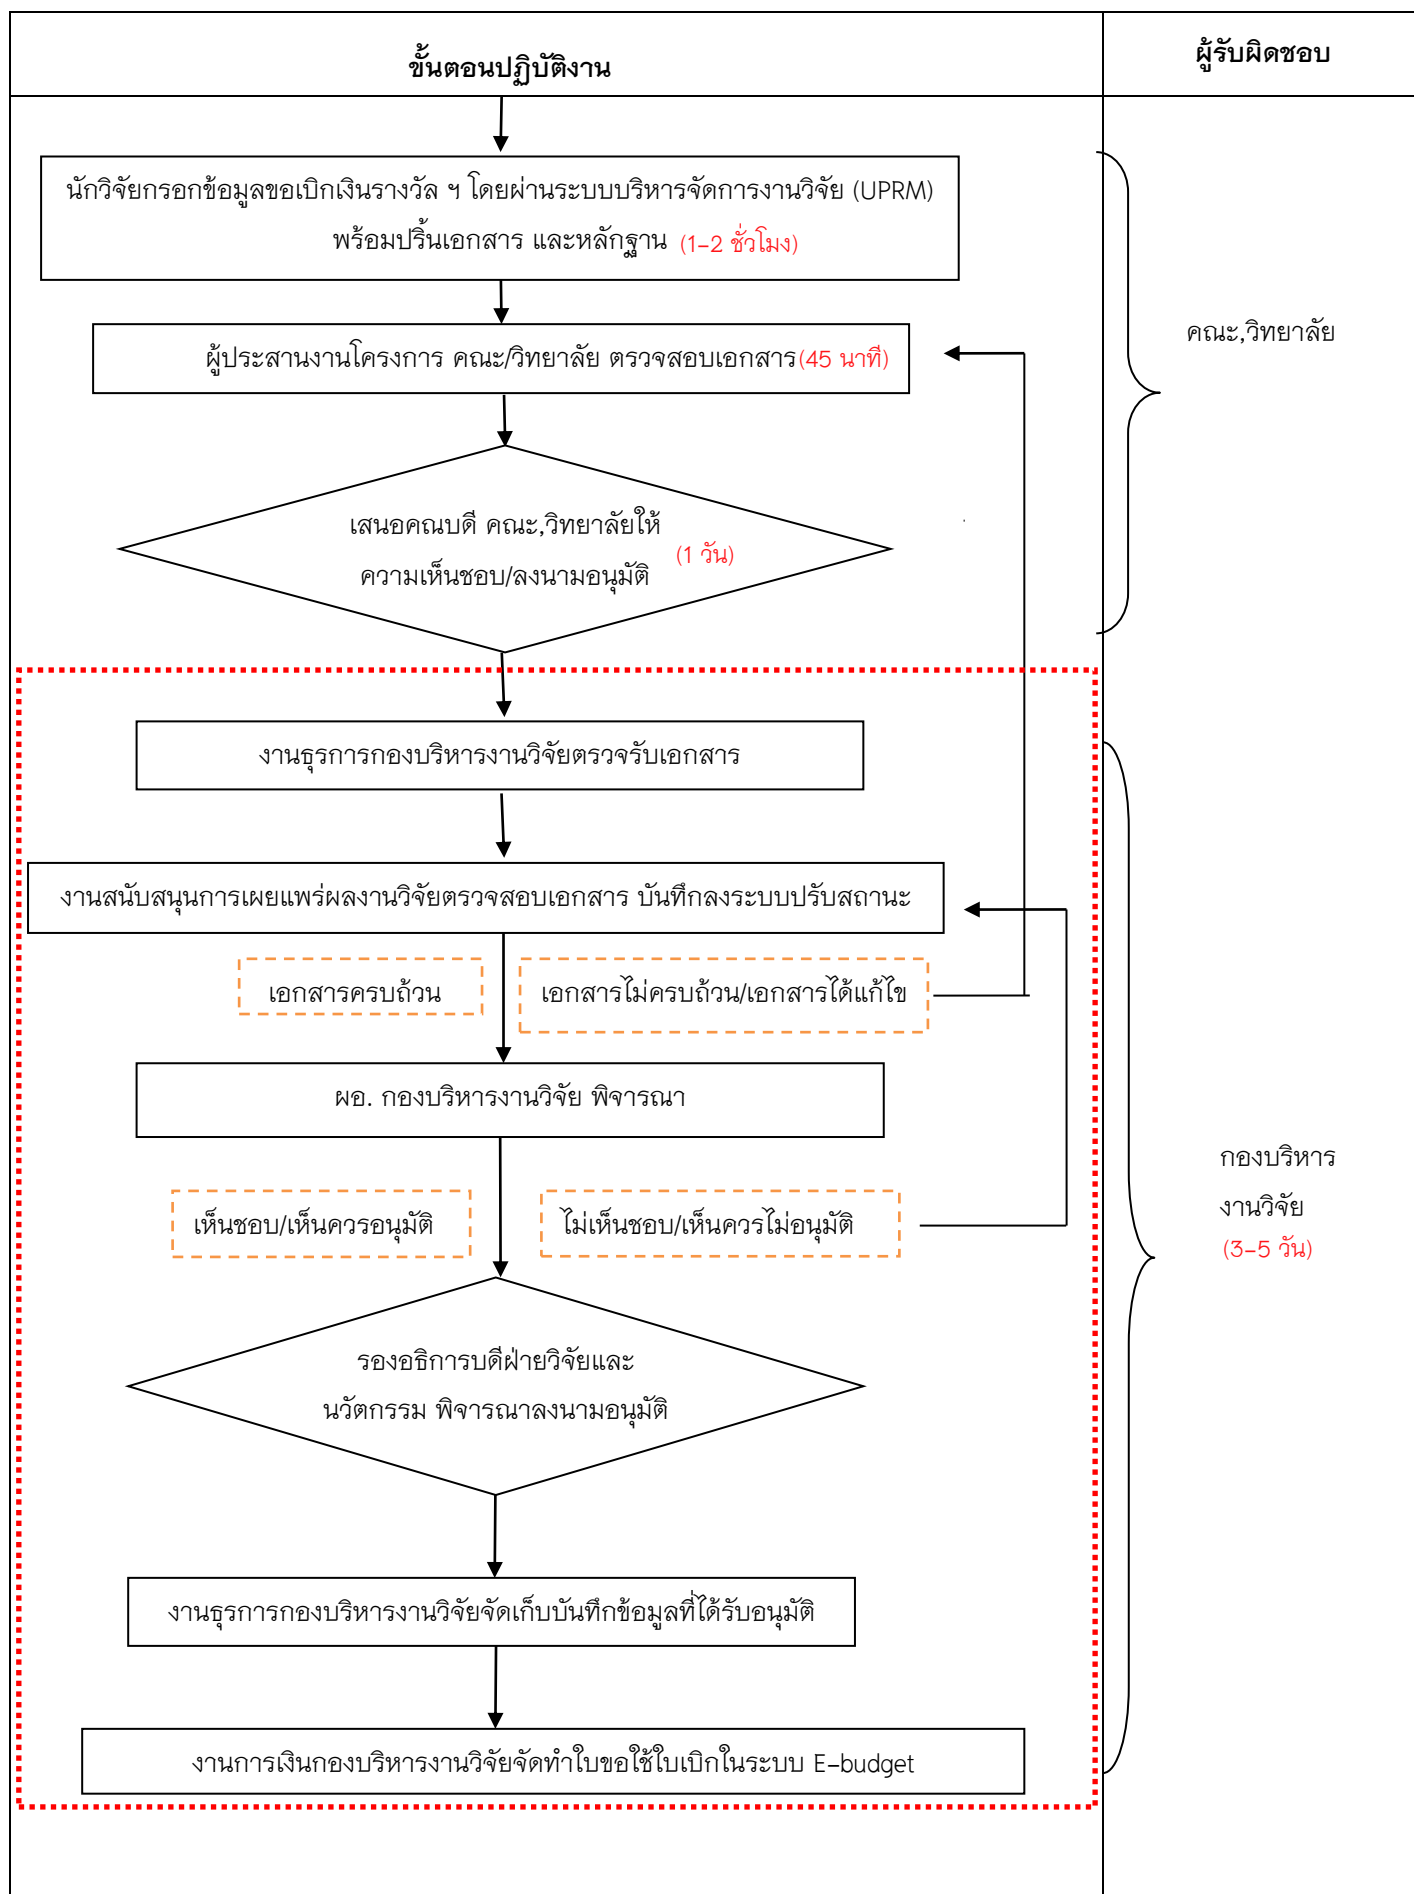 ขั้นตอนปฏิบัติงาน
ผู้รับผิดชอบ
นักวิจัยกรอกข้อมูลขอเบิกเงินรางวัล ฯ โดยผ่านระบบบริหารจัดการงานวิจัย (UPRM)
พร้อมปริ้นเอกสาร และหลักฐาน (1-2 ชั่วโมง)
คณะ,วิทยาลัย
ผู้ประสานงานโครงการ คณะ/วิทยาลัย ตรวจสอบเอกสาร(45 นาที)
เสนอคณบดี คณะ,วิทยาลัยให้
ความเห็นชอบ/ลงนามอนุมัติ
(1 วัน)
งานธุรการกองบริหารงานวิจัยตรวจรับเอกสาร
งานสนับสนุนการเผยแพร่ผลงานวิจัยตรวจสอบเอกสาร บันทึกลงระบบปรับสถานะ
เอกสารครบถ้วน
เอกสารไม่ครบถ้วน/เอกสารได้แก้ไข
ผอ. กองบริหารงานวิจัย พิจารณา
เห็นชอบ/เห็นควรอนุมัติ
ไม่เห็นชอบ/เห็นควรไม่อนุมัติ
กองบริหาร
งานวิจัย
(3-5 วัน)
รองอธิการบดีฝ่ายวิจัยและ
นวัตกรรม พิจารณาลงนามอนุมัติ
งานธุรการกองบริหารงานวิจัยจัดเก็บบันทึกข้อมูลที่ได้รับอนุมัติ
งานการเงินกองบริหารงานวิจัยจัดทำใบขอใช้ใบเบิกในระบบ E-budget